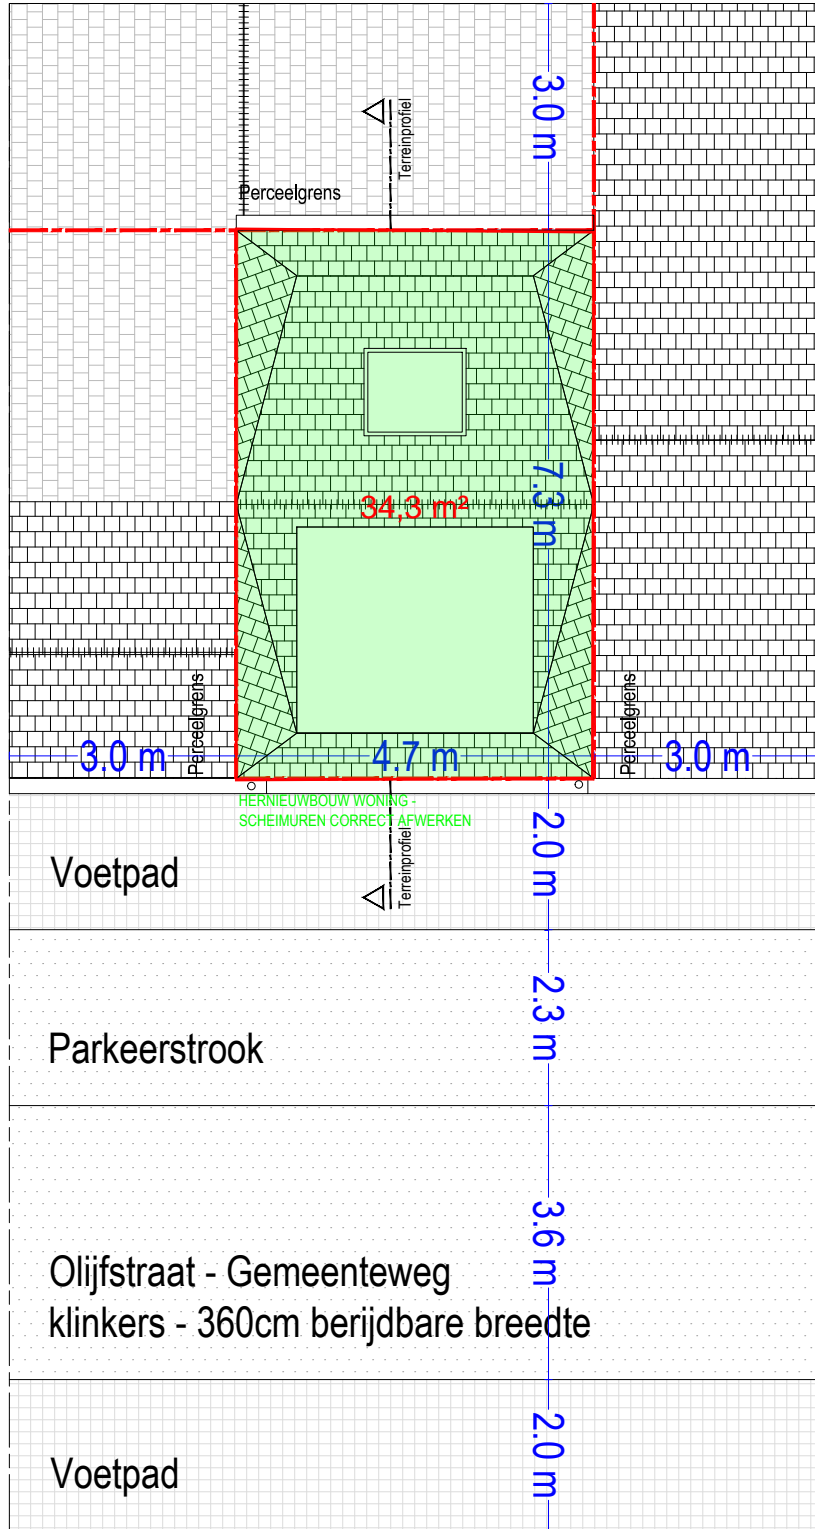 3.0 m
Terreinprofiel
Perceelgrens
7.3 m
34,3 m²
Perceelgrens
Perceelgrens
3.0 m
4.7 m
3.0 m
HERNIEUWBOUW WONING -
SCHEIMUREN CORRECT AFWERKEN
2.0 m
Terreinprofiel
Voetpad
2.3 m
Parkeerstrook
3.6 m
Olijfstraat - Gemeenteweg
klinkers - 360cm berijdbare breedte
2.0 m
Voetpad